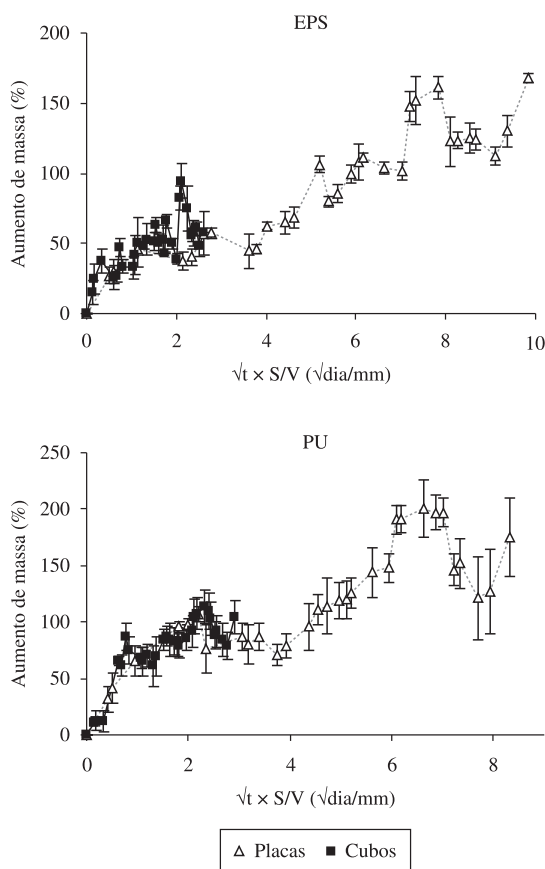 EPS
Aumento de massa (%)
200
150
100
50
0
0 2 4 6 8 10
√t × S/V (√dia/mm)
PU
Aumento de massa (%)
250
200
150
100
50
0
0 2 4 6 8
√t × S/V (√dia/mm)
Placas Cubos